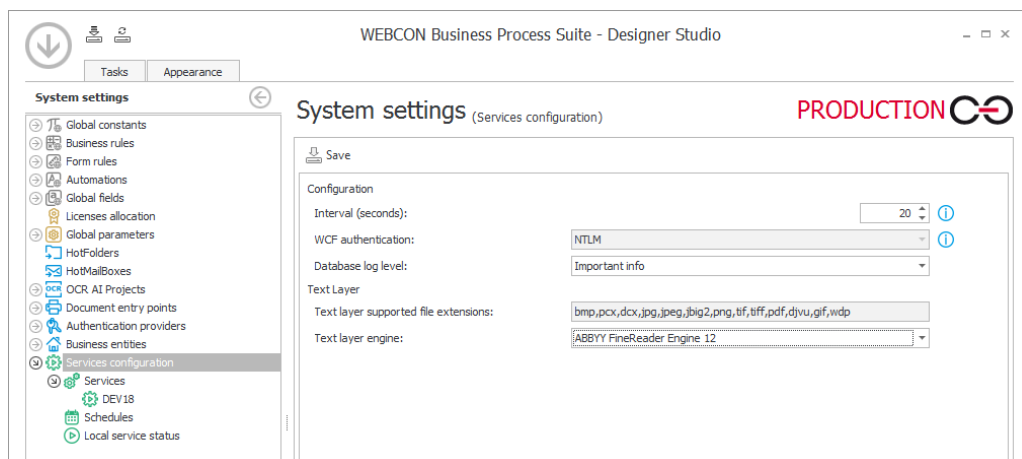 WEBCON Business Process Suite - Designer Studio
Tasks Appearance
System settings
Global constants
Business rules
Form rules
Automations
Global fields
Licenses allocation
Global parameters
HotFolders
HotMailBoxes
OCR AI Projects
Document entry points
Authentication providers
Business entities
Services configuration
Services
DEV18
Schedules
Local service status
System settings (Services configuration)
PRODUCTION
Save
Configuration
Interval (seconds): 20
WCF authentication: NTLM
Database log level: Important info
Text Layer
Text layer supported file extensions: bmp,pcx,dcx,jpg,jpeg,jbig2,png,tif,tiff,pdf,djvu,gif,wdp
Text layer engine: ABBYY FineReader Engine 12